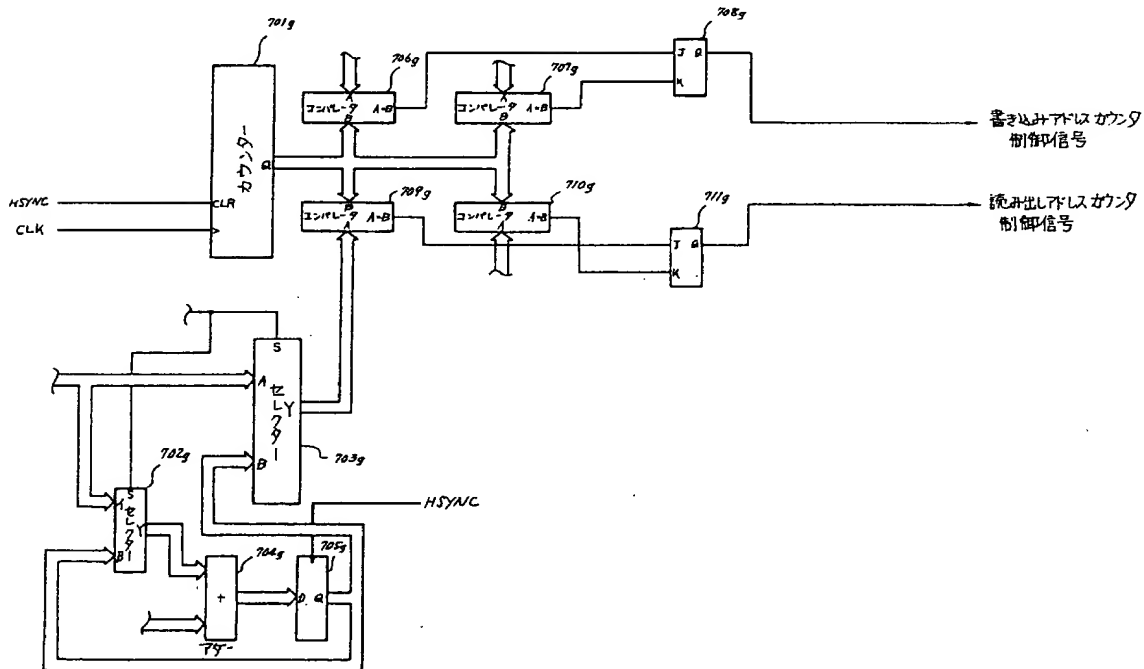 701g
706g
707g
708g
コンパレータ
A
A=B
B
コンパレータ
A
A=B
B
J Q
K
書き込みアドレスカウンタ
制御信号
カウンター
Q
HSYNC
CLR
CLK
709g
710g
711g
コンパレータ
B
A=B
A
コンパレータ
B
A=B
A
J Q
K
読み出しアドレスカウンタ
制御信号
S
A
セレクター
Y
B
703g
702g
S
セレクター
Y
B
HSYNC
704g
705g
+
D Q
アダー